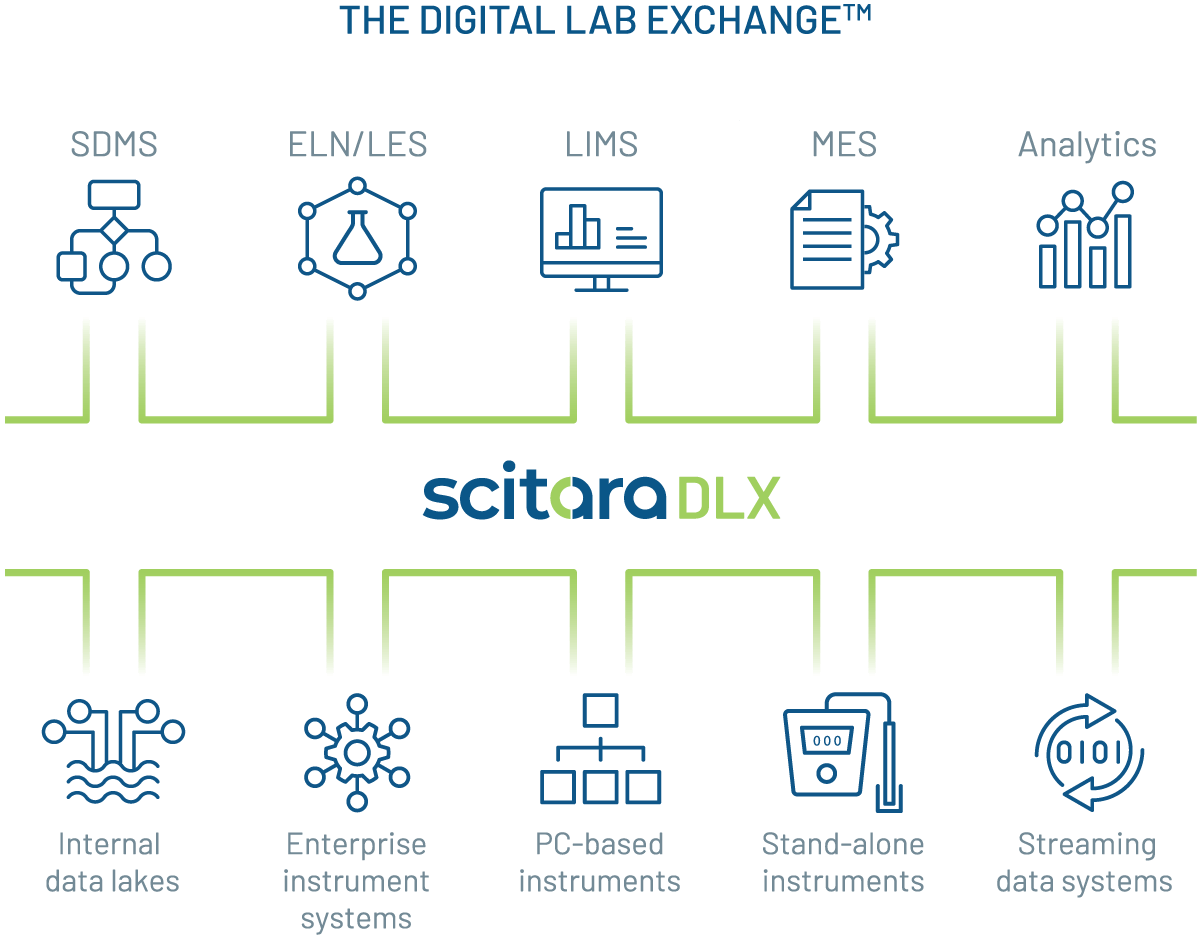 THE DIGITAL LAB EXCHANGE™
SDMS
ELN/LES
LIMS
MES
Analytics
scitara DLX
000
0101
Internal
data lakes
Enterprise
instrument
systems
PC-based
instruments
Stand-alone
instruments
Streaming
data systems